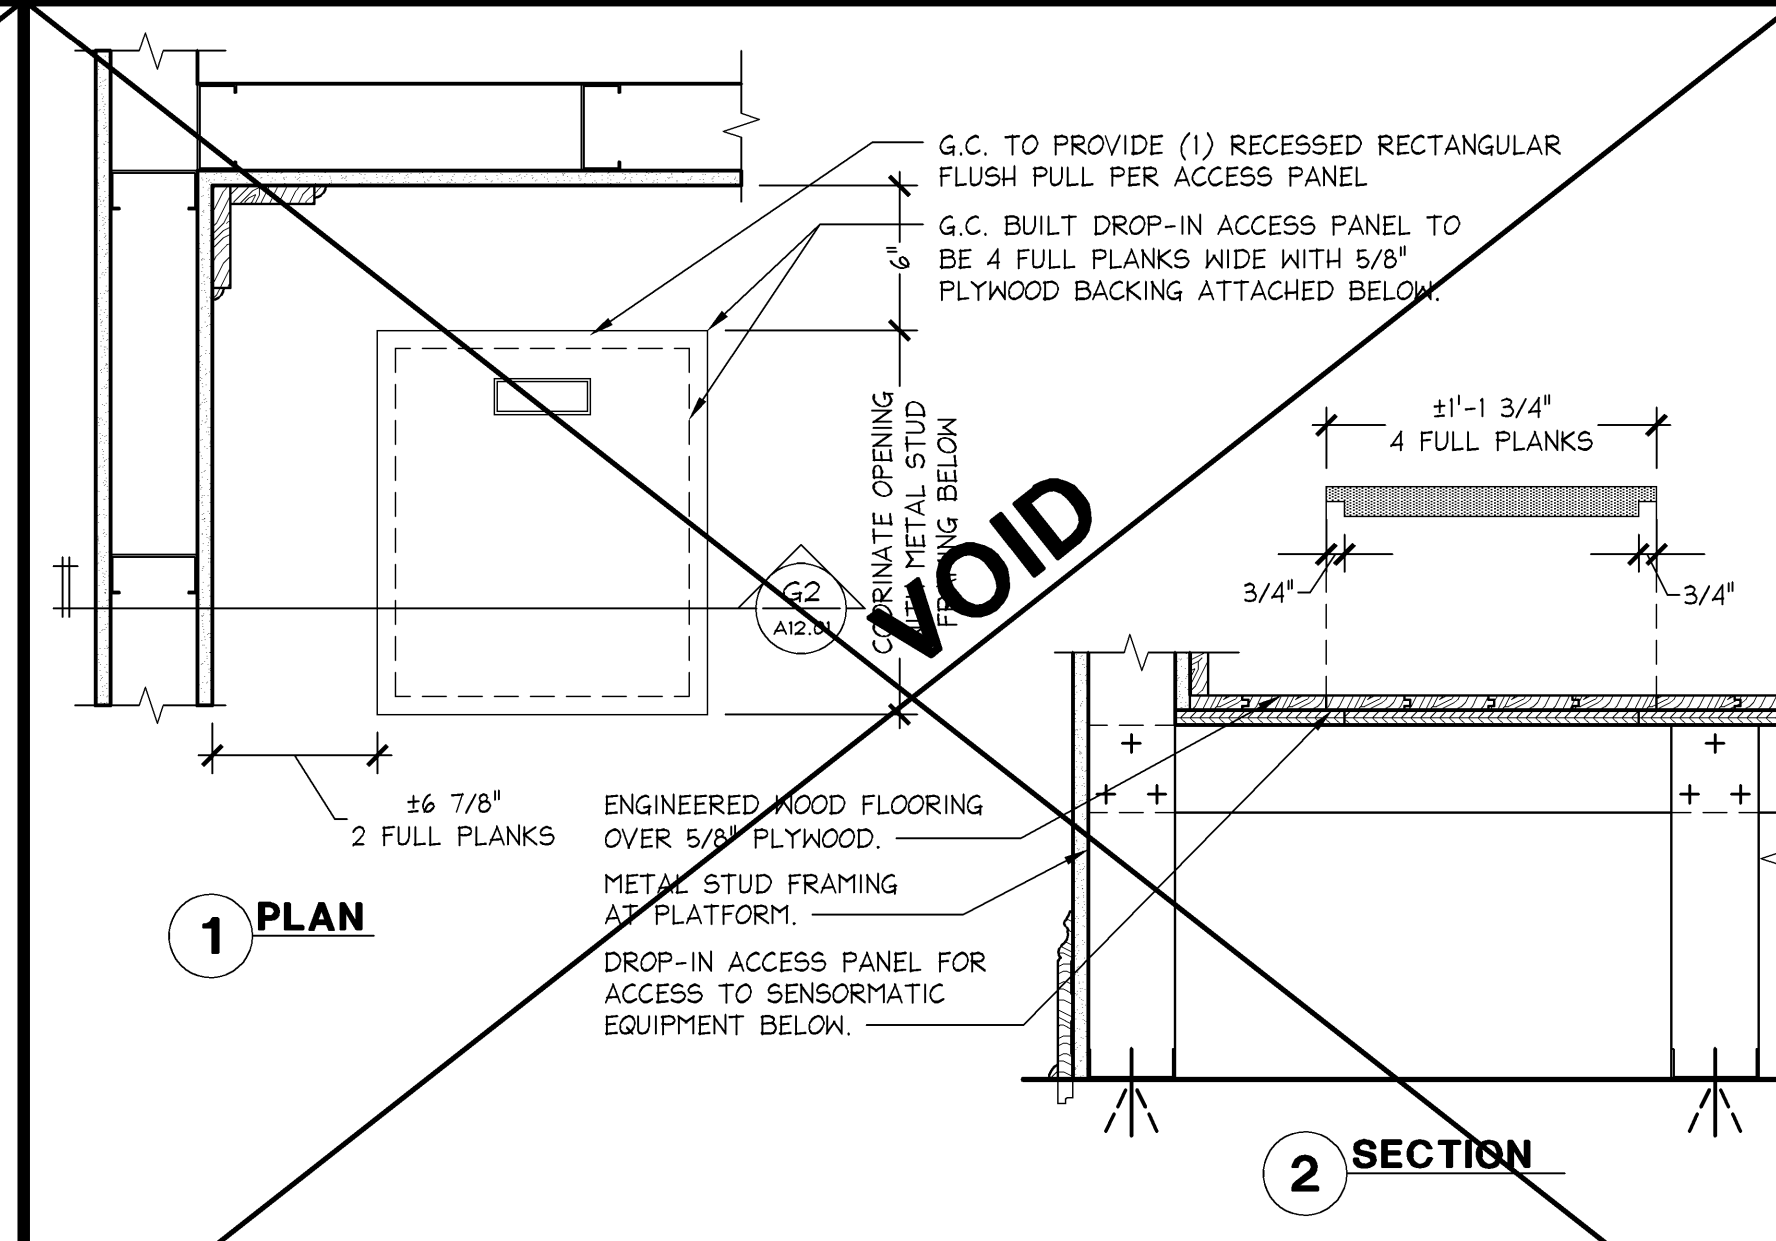 G.C. TO PROVIDE (1) RECESSED RECTANGULAR
FLUSH PULL PER ACCESS PANEL
G.C. BUILT DROP-IN ACCESS PANEL TO
BE 4 FULL PLANKS WIDE WITH 5/8"
PLYWOOD BACKING ATTACHED BELOW.
6"
COORINATE OPENING
WITH METAL STUD
FRAMING BELOW
G2
A12.01
VOID
±1'-1 3/4"
4 FULL PLANKS
3/4"
3/4"
±6 7/8"
2 FULL PLANKS
ENGINEERED WOOD FLOORING
OVER 5/8" PLYWOOD.
METAL STUD FRAMING
AT PLATFORM.
DROP-IN ACCESS PANEL FOR
ACCESS TO SENSORMATIC
EQUIPMENT BELOW.
1 PLAN
2 SECTION